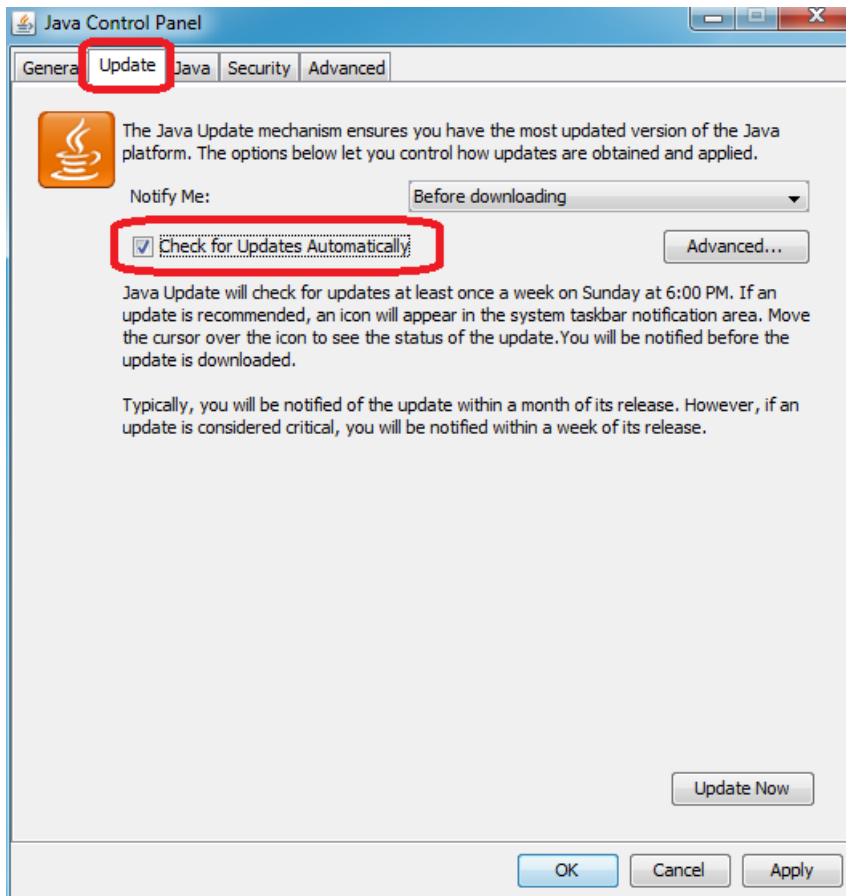 Java Control Panel
General Update Java Security Advanced
The Java Update mechanism ensures you have the most updated version of the Java
platform. The options below let you control how updates are obtained and applied.
Notify Me: Before downloading
Check for Updates Automatically Advanced...
Java Update will check for updates at least once a week on Sunday at 6:00 PM. If an
update is recommended, an icon will appear in the system taskbar notification area. Move
the cursor over the icon to see the status of the update.You will be notified before the
update is downloaded.
Typically, you will be notified of the update within a month of its release. However, if an
update is considered critical, you will be notified within a week of its release.
Update Now
OK Cancel Apply